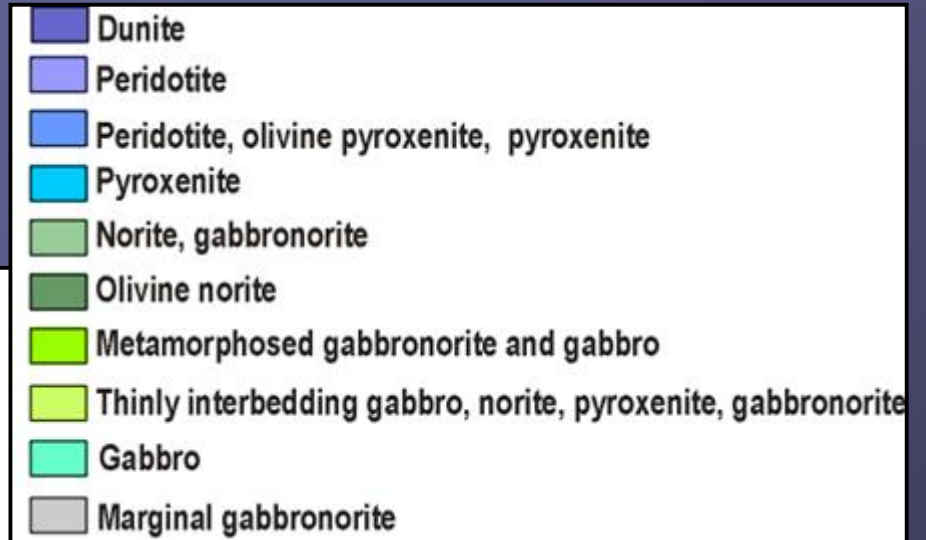 Dunite
Peridotite
Peridotite, olivine pyroxenite, pyroxenite
Pyroxenite
Norite, gabbronorite
Olivine norite
Metamorphosed gabbronorite and gabbro
Thinly interbedding gabbro, norite, pyroxenite, gabbronorite
Gabbro
Marginal gabbronorite